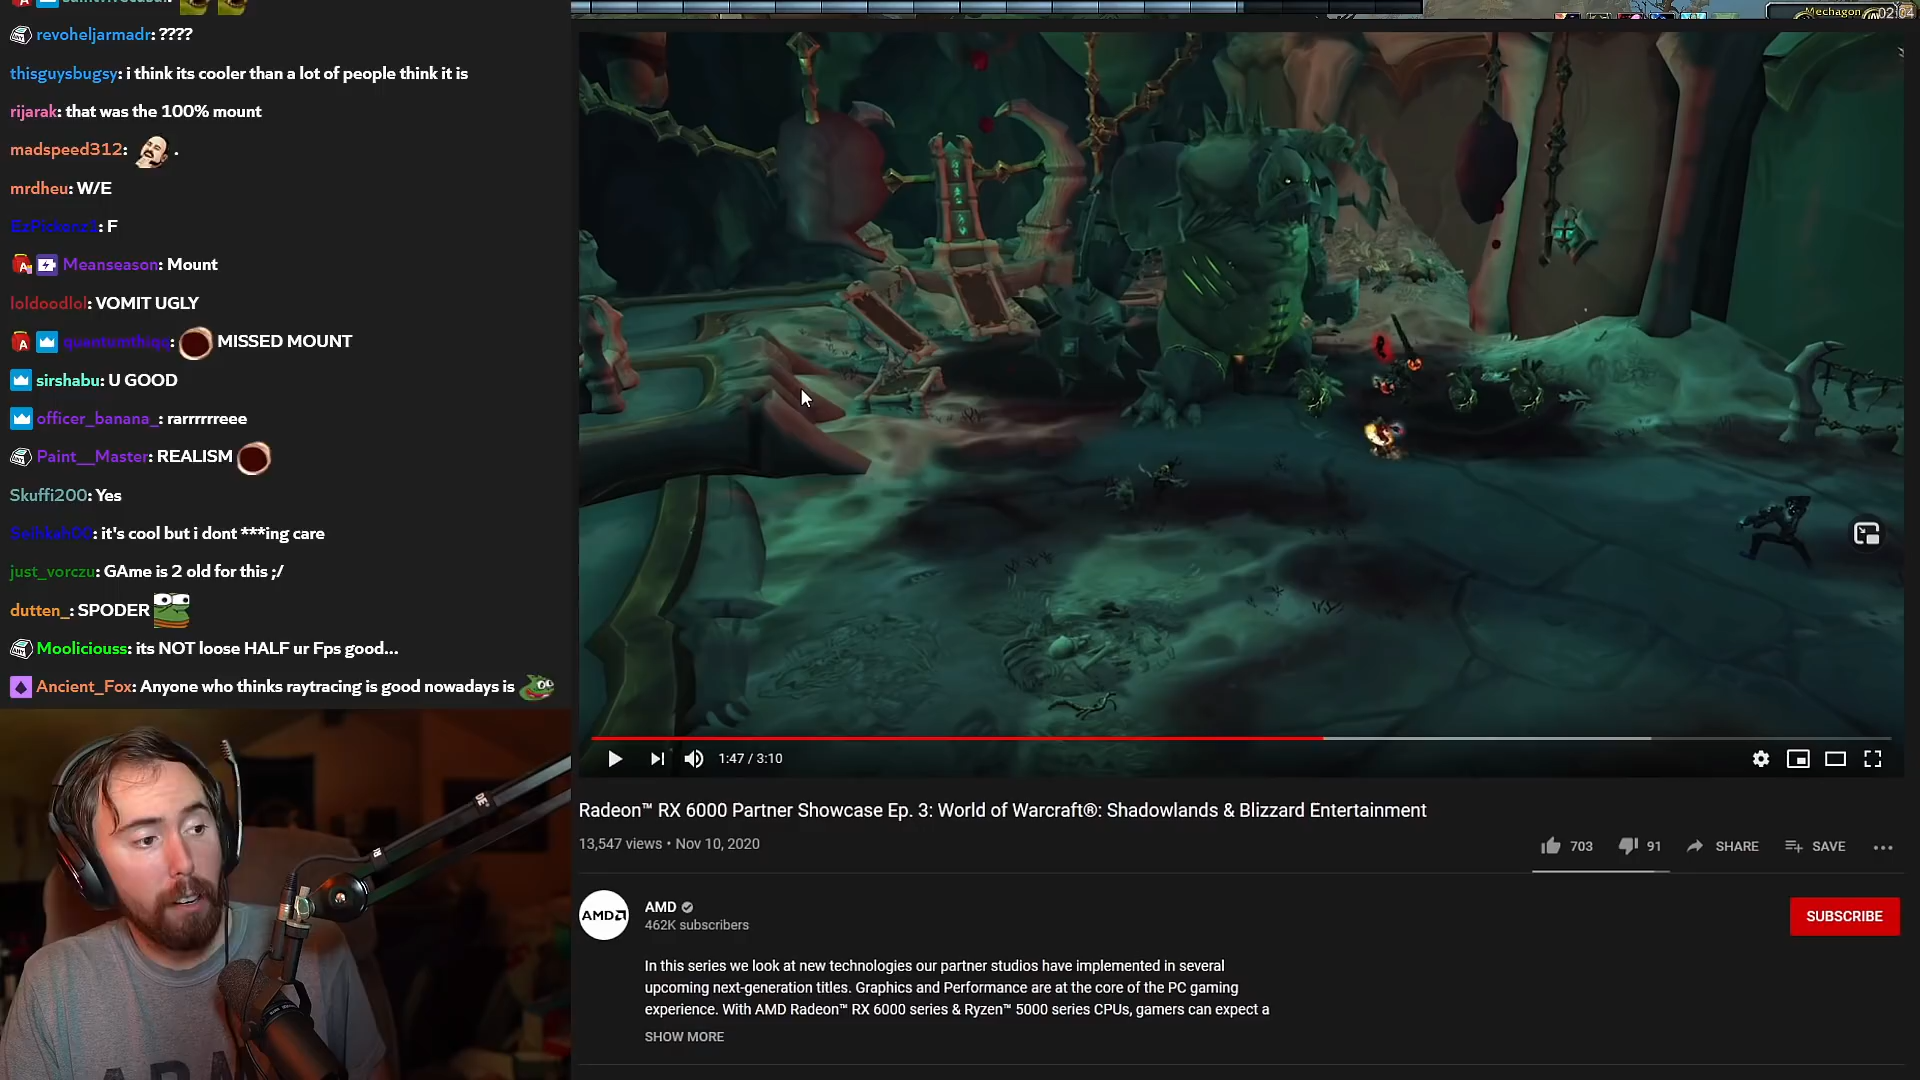 revoheljarmadr: ????
thisguysbugsy: i think its cooler than a lot of people think it is
rijarak: that was the 100% mount
madspeed312: .
mrdheu: W/E
EzPickenz1: F
Meanseason: Mount
loldoodlol: VOMIT UGLY
quantumthiqq: MISSED MOUNT
sirshabu: U GOOD
officer_banana_: rarrrrrreee
Paint__Master: REALISM
Skuffi200: Yes
Seihkah00: it's cool but i dont ***ing care
just_vorczu: GAme is 2 old for this ;/
dutten_: SPODER
Mooliciouss: its NOT loose HALF ur Fps good...
Ancient_Fox: Anyone who thinks raytracing is good nowadays is
Mechagon
02:04
1:47 / 3:10
Radeon™ RX 6000 Partner Showcase Ep. 3: World of Warcraft®: Shadowlands & Blizzard Entertainment
13,547 views • Nov 10, 2020
703 91 SHARE SAVE
AMD
AMD
462K subscribers
SUBSCRIBE
In this series we look at new technologies our partner studios have implemented in several
upcoming next-generation titles. Graphics and Performance are at the core of the PC gaming
experience. With AMD Radeon™ RX 6000 series & Ryzen™ 5000 series CPUs, gamers can expect a
SHOW MORE